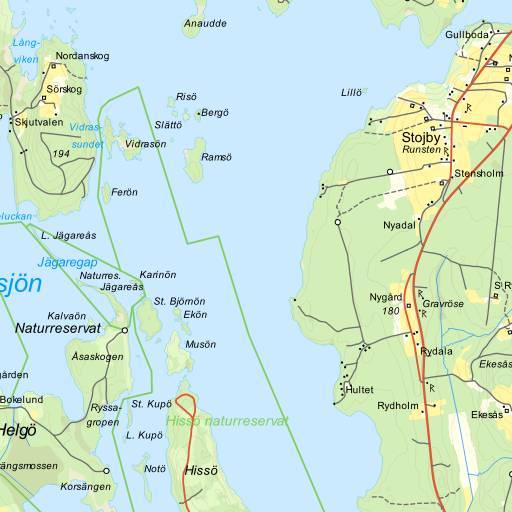 Anaudde
Gullboda
Lång-
viken
Nordanskog
Sörskog
Risö
Lillö
Bergö
Skjutvalen
Vidras-
sundet
Slättö
Vidrasön
Stojby
Runsten
R
194
Ramsö
Stensholm
Ferön
eluckan
Nyadal
L. Jägareås
Jägaregap
sjön
Naturres.
Jägareås
Karinön
St. Björnön
Ekön
Nygård
180
Gravröse
S R
Kalvaön
Naturreservat
Musön
Rydala
Åsaskogen
Ekesås
Hultet
gården
Bokelund
Ryssa-
gropen
St. Kupö
Rydholm
Ekesås
Hissö naturreservat
Helgö
L. Kupö
rängsmossen
Notö
Hissö
Korsängen